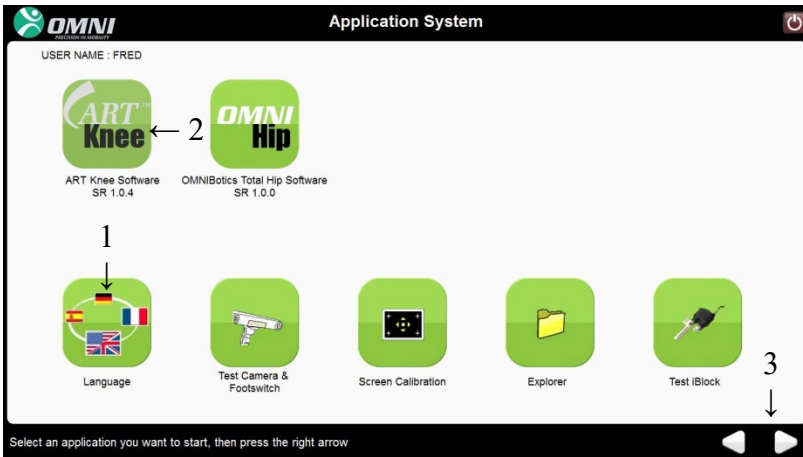 OMNI
PRECISION IN MOBILITY
Application System
USER NAME : FRED
ART™
Knee
← 2
OMNI
Hip
ART Knee Software
SR 1.0.4
OMNIBotics Total Hip Software
SR 1.0.0
1
↓
Language
Test Camera &
Footswitch
Screen Calibration
Explorer
Test iBlock
3
↓
Select an application you want to start, then press the right arrow